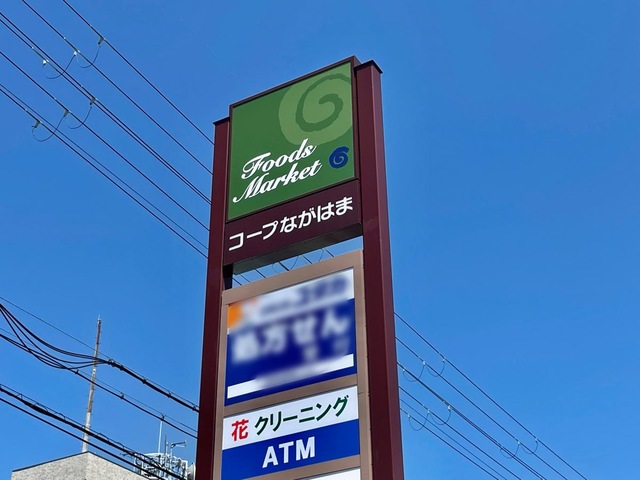 Foods
Market
コープながはま
処方せん
花 クリーニング
ATM